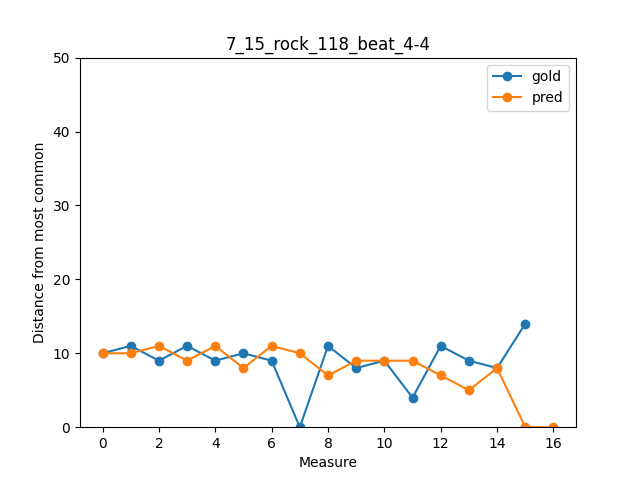 7_15_rock_118_beat_4-4
gold
pred
Distance from most common
50
40
30
20
10
0
0 2 4 6 8 10 12 14 16
Measure